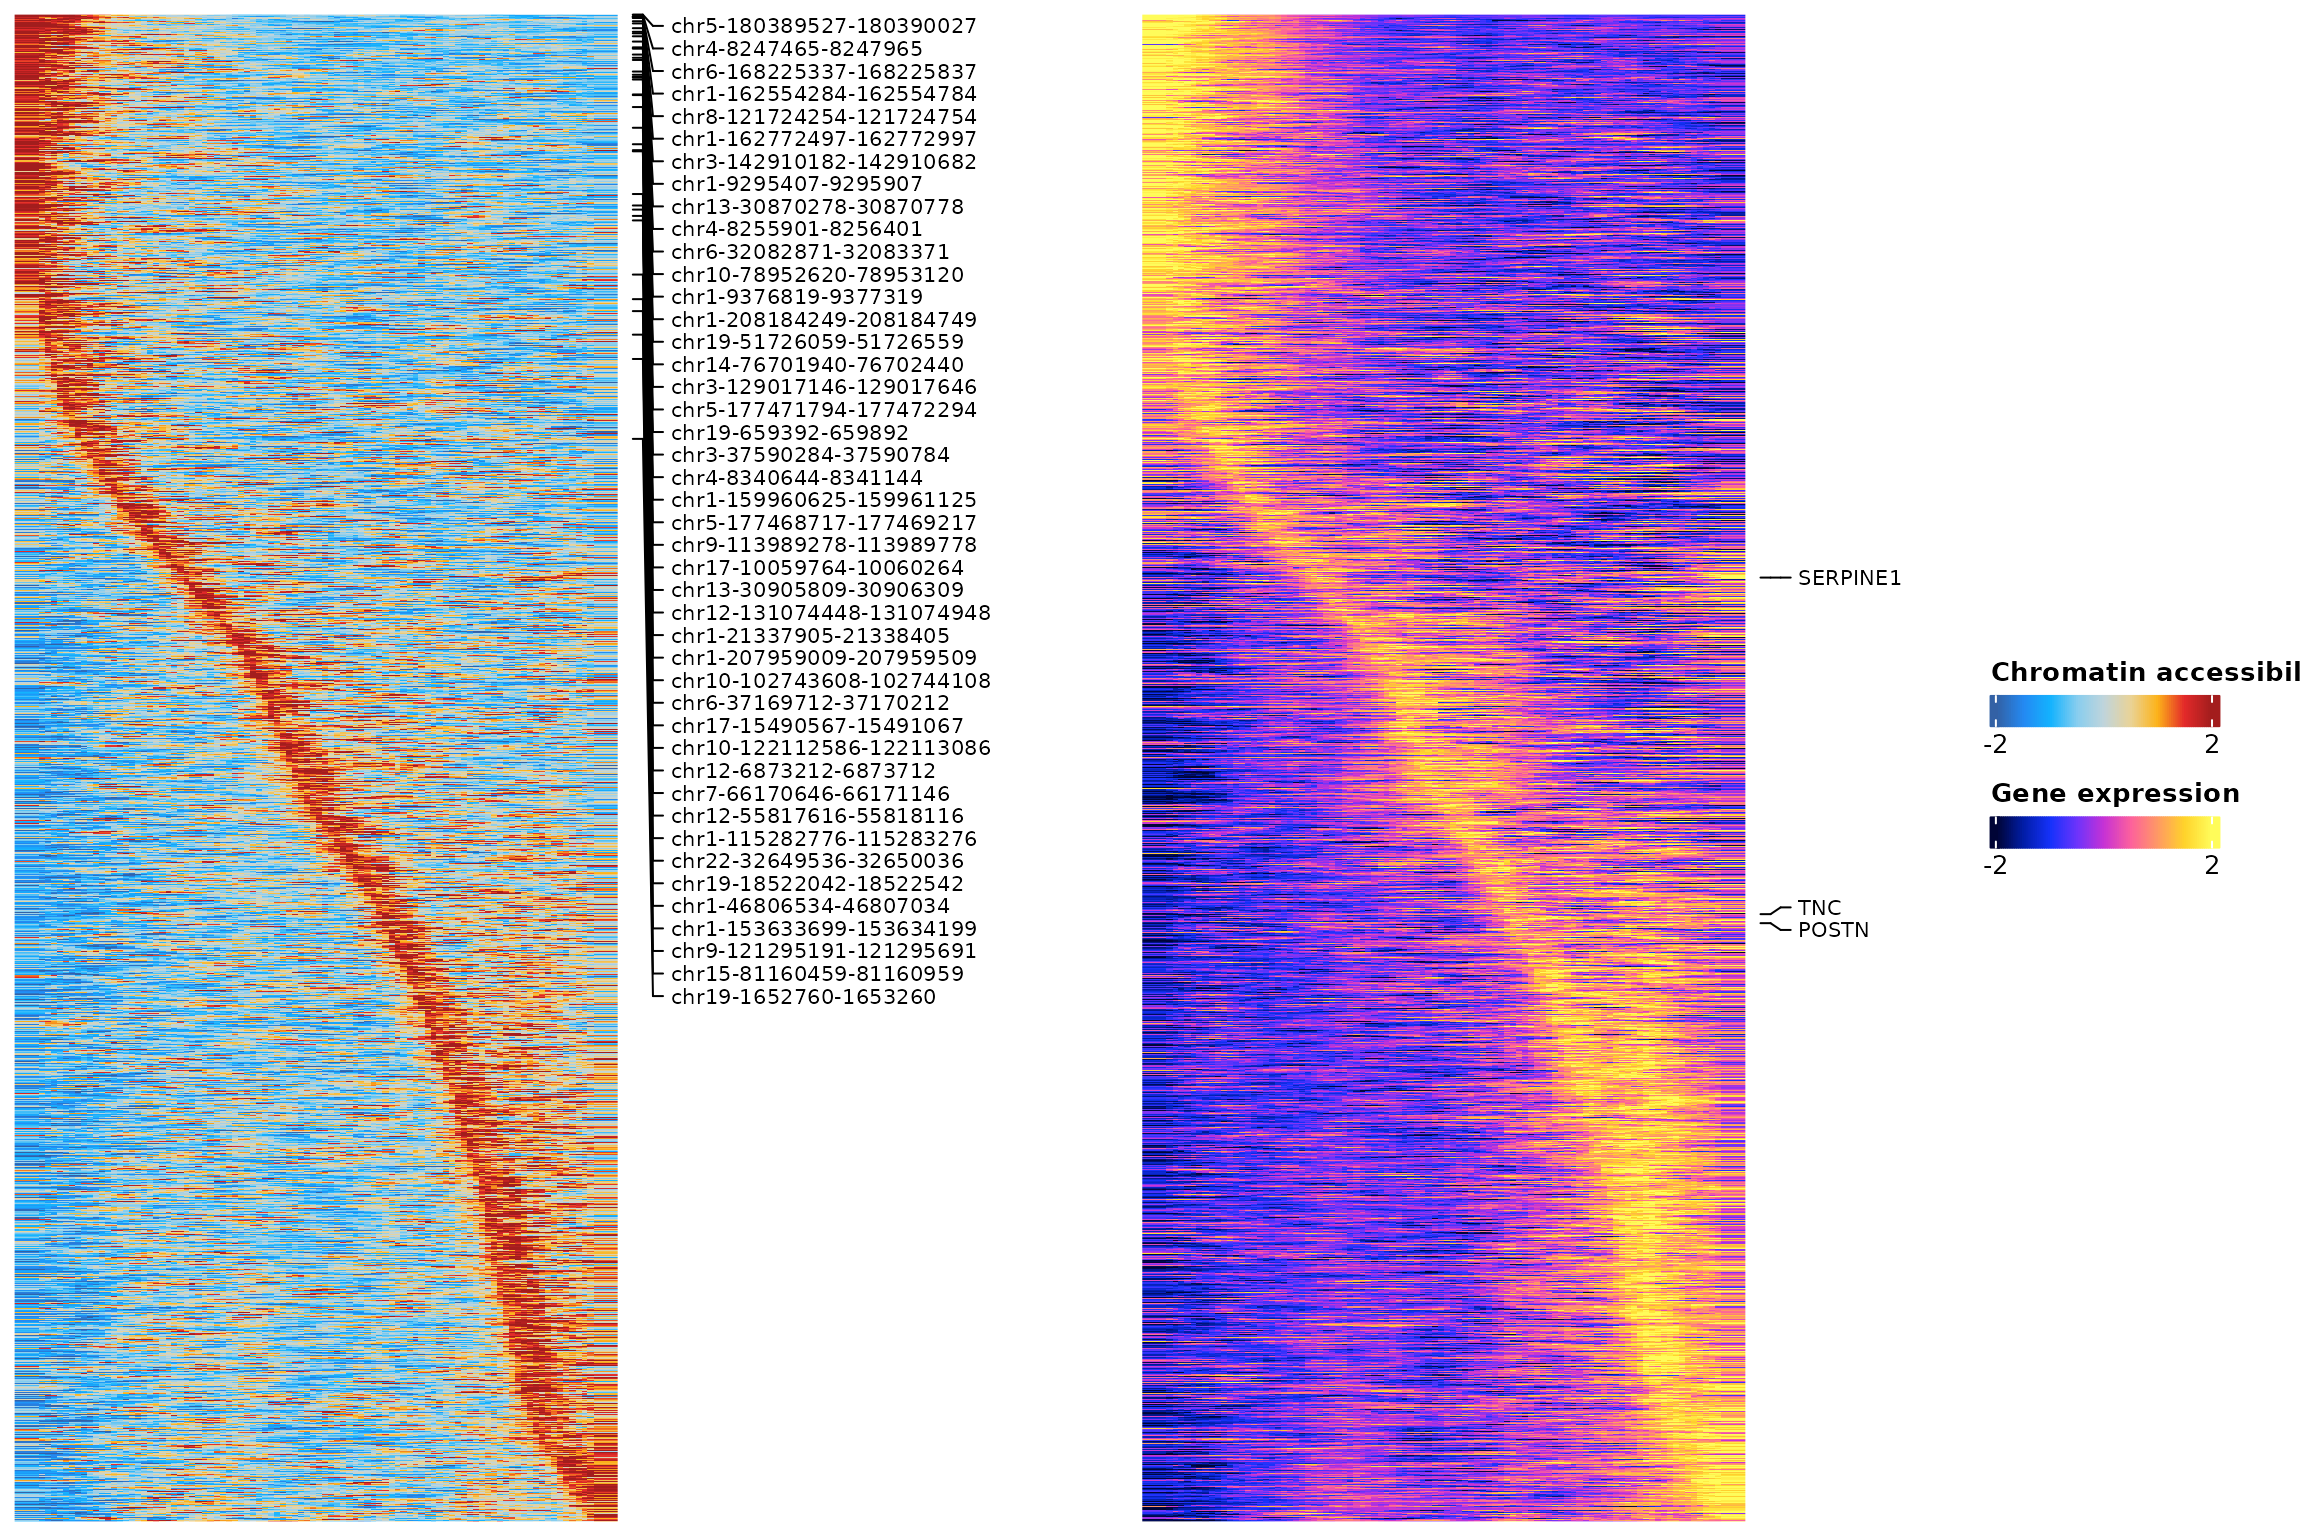 chr5-180389527-180390027
chr4-8247465-8247965
chr6-168225337-168225837
chr1-162554284-162554784
chr8-121724254-121724754
chr1-162772497-162772997
chr3-142910182-142910682
chr1-9295407-9295907
chr13-30870278-30870778
chr4-8255901-8256401
chr6-32082871-32083371
chr10-78952620-78953120
chr1-9376819-9377319
chr1-208184249-208184749
chr19-51726059-51726559
chr14-76701940-76702440
chr3-129017146-129017646
chr5-177471794-177472294
chr19-659392-659892
chr3-37590284-37590784
chr4-8340644-8341144
chr1-159960625-159961125
chr5-177468717-177469217
chr9-113989278-113989778
chr17-10059764-10060264
chr13-30905809-30906309
chr12-131074448-131074948
chr1-21337905-21338405
chr1-207959009-207959509
chr10-102743608-102744108
chr6-37169712-37170212
chr17-15490567-15491067
chr10-122112586-122113086
chr12-6873212-6873712
chr7-66170646-66171146
chr12-55817616-55818116
chr1-115282776-115283276
chr22-32649536-32650036
chr19-18522042-18522542
chr1-46806534-46807034
chr1-153633699-153634199
chr9-121295191-121295691
chr15-81160459-81160959
chr19-1652760-1653260
SERPINE1
TNC
POSTN
Chromatin accessibil
-2 2
Gene expression
-2 2